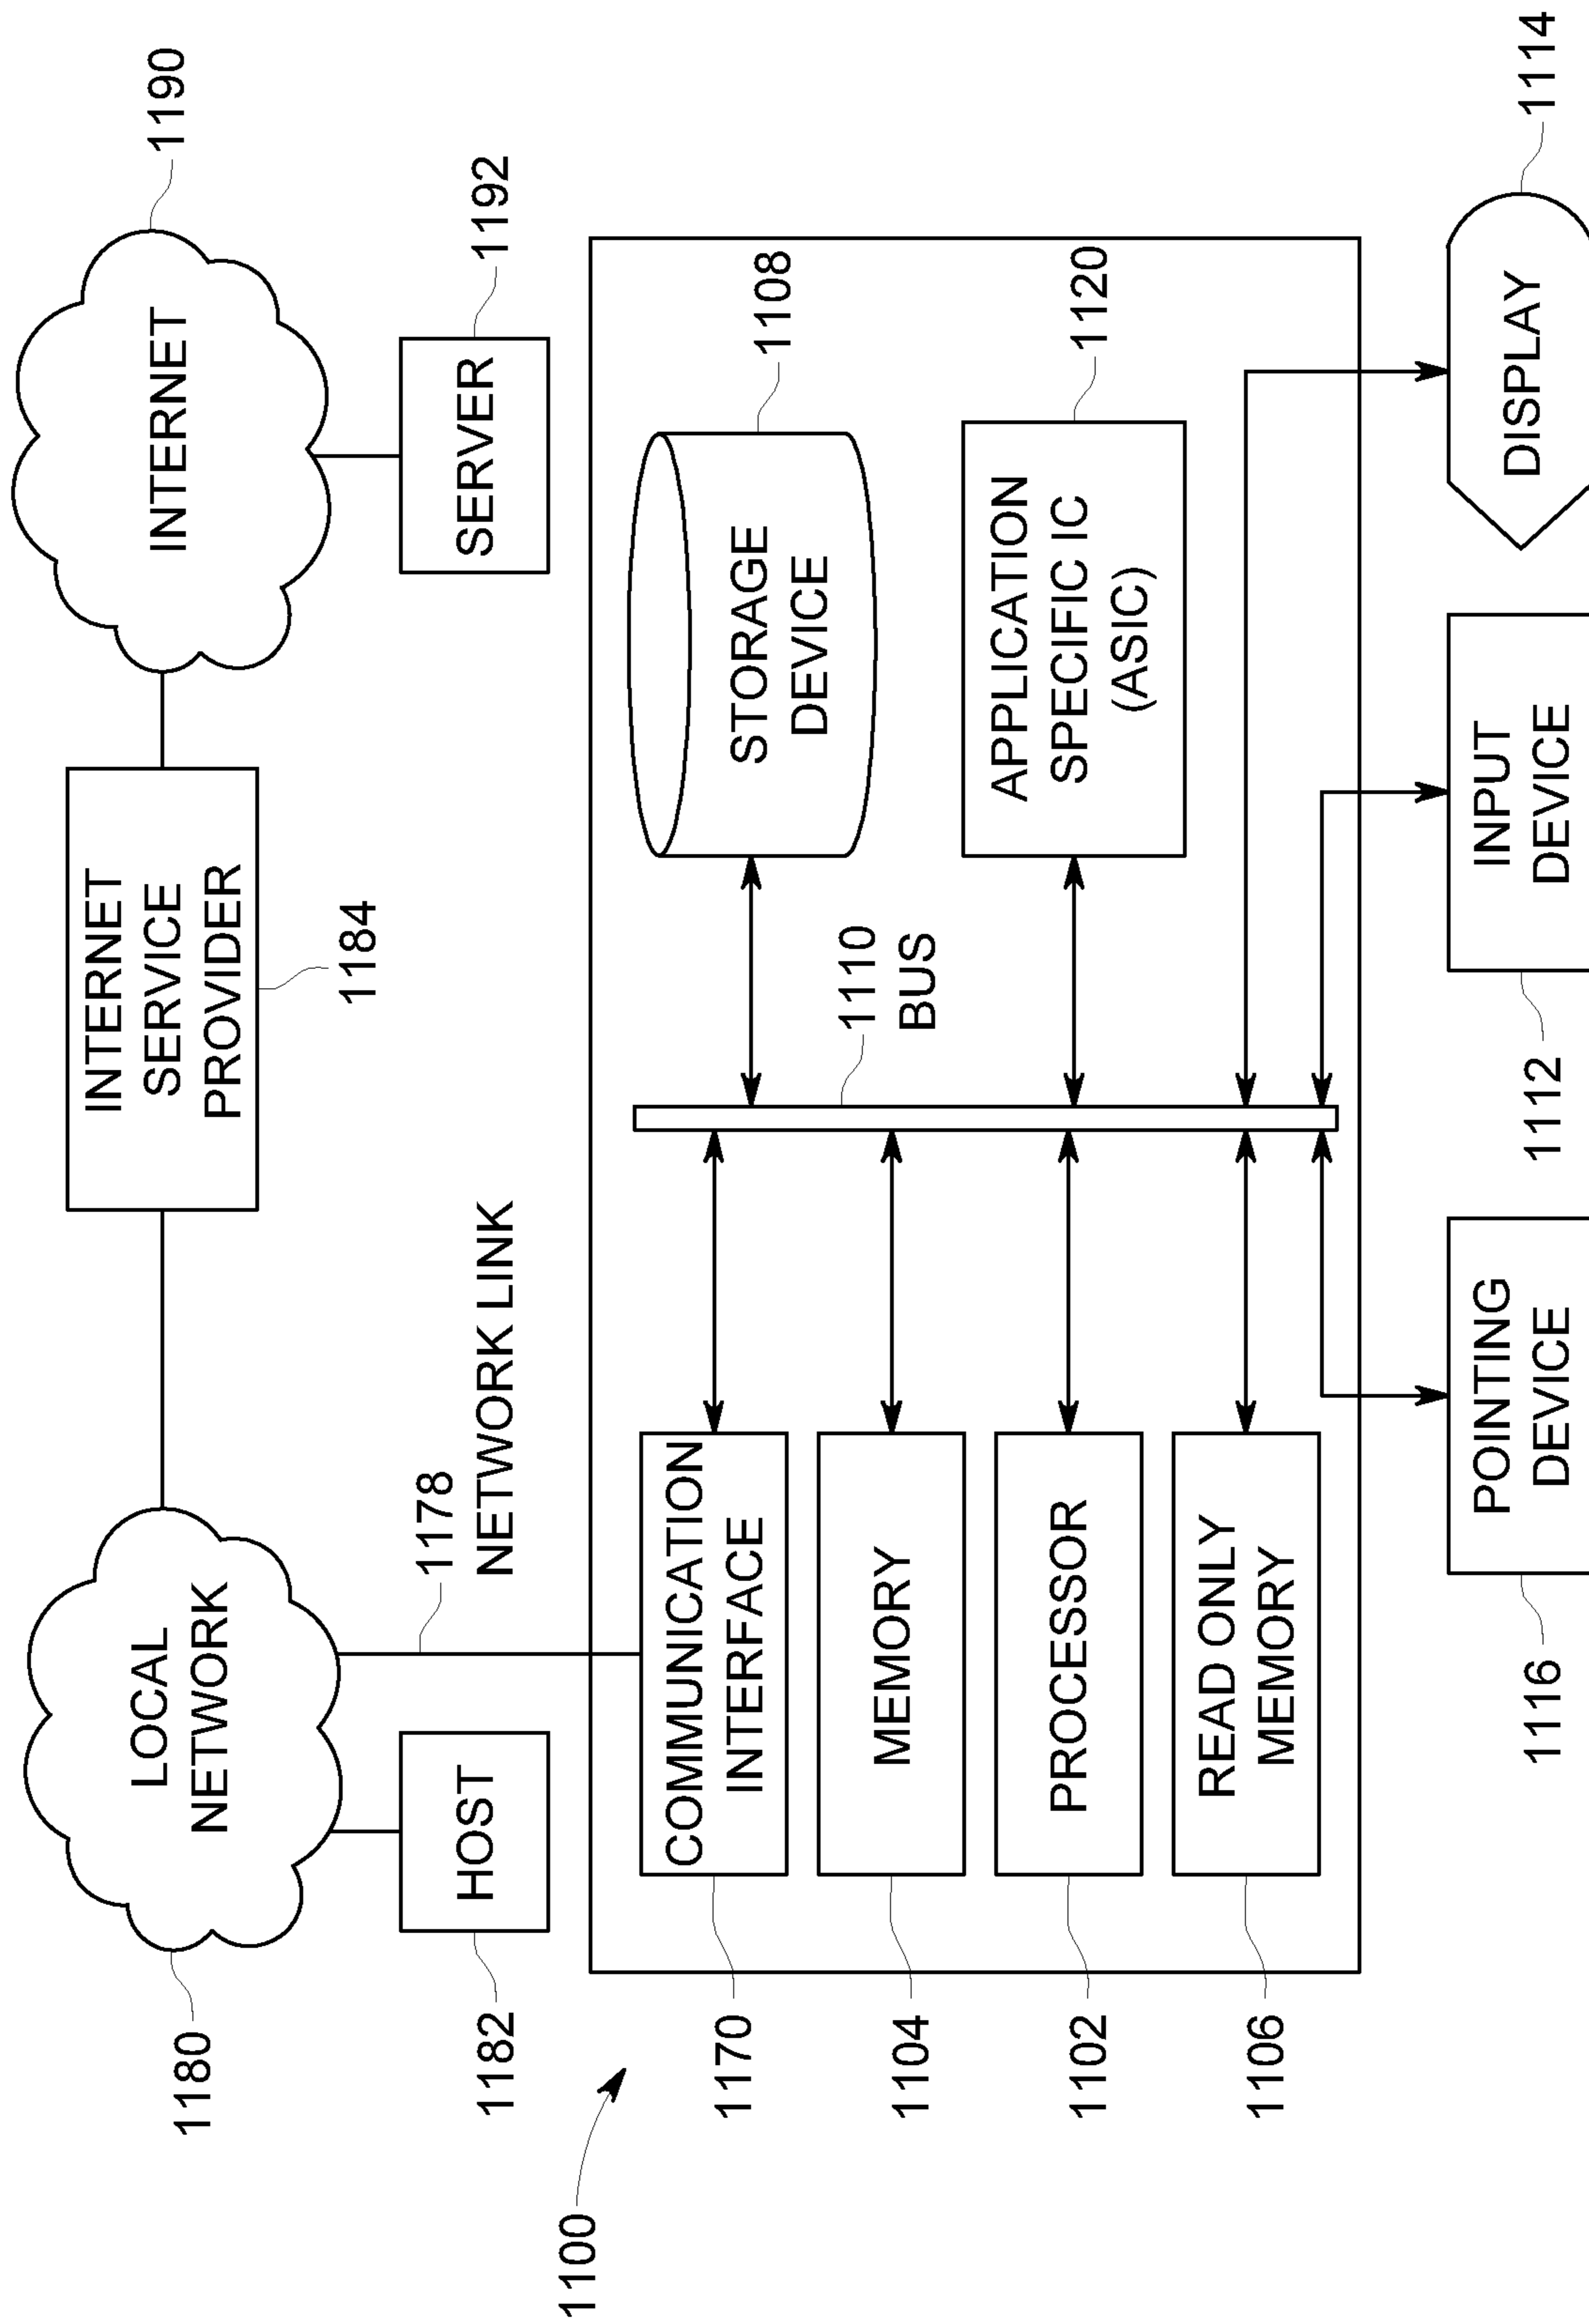 1180
LOCAL
NETWORK
INTERNET
SERVICE
PROVIDER
1184
INTERNET
1190
1182
HOST
1178
NETWORK LINK
SERVER
1192
1100
1170
COMMUNICATION
INTERFACE
1104
MEMORY
1102
PROCESSOR
1106
READ ONLY
MEMORY
1110
BUS
STORAGE
DEVICE
1108
APPLICATION
SPECIFIC IC
(ASIC)
1120
1116
POINTING
DEVICE
1112
INPUT
DEVICE
DISPLAY
1114